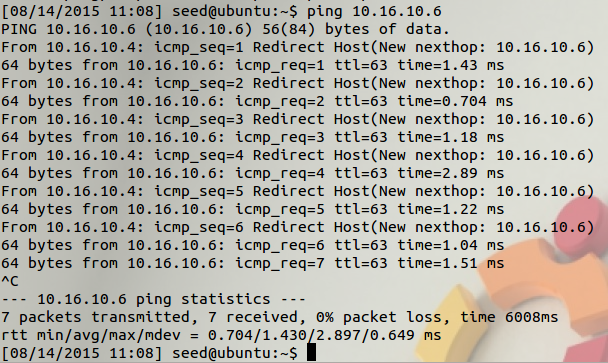 [08/14/2015 11:08] seed@ubuntu:~$ ping 10.16.10.6
PING 10.16.10.6 (10.16.10.6) 56(84) bytes of data.
From 10.16.10.4: icmp_seq=1 Redirect Host(New nexthop: 10.16.10.6)
64 bytes from 10.16.10.6: icmp_req=1 ttl=63 time=1.43 ms
From 10.16.10.4: icmp_seq=2 Redirect Host(New nexthop: 10.16.10.6)
64 bytes from 10.16.10.6: icmp_req=2 ttl=63 time=0.704 ms
From 10.16.10.4: icmp_seq=3 Redirect Host(New nexthop: 10.16.10.6)
64 bytes from 10.16.10.6: icmp_req=3 ttl=63 time=1.18 ms
From 10.16.10.4: icmp_seq=4 Redirect Host(New nexthop: 10.16.10.6)
64 bytes from 10.16.10.6: icmp_req=4 ttl=63 time=2.89 ms
From 10.16.10.4: icmp_seq=5 Redirect Host(New nexthop: 10.16.10.6)
64 bytes from 10.16.10.6: icmp_req=5 ttl=63 time=1.22 ms
From 10.16.10.4: icmp_seq=6 Redirect Host(New nexthop: 10.16.10.6)
64 bytes from 10.16.10.6: icmp_req=6 ttl=63 time=1.04 ms
64 bytes from 10.16.10.6: icmp_req=7 ttl=63 time=1.51 ms
^C
--- 10.16.10.6 ping statistics ---
7 packets transmitted, 7 received, 0% packet loss, time 6008ms
rtt min/avg/max/mdev = 0.704/1.430/2.897/0.649 ms
[08/14/2015 11:08] seed@ubuntu:~$